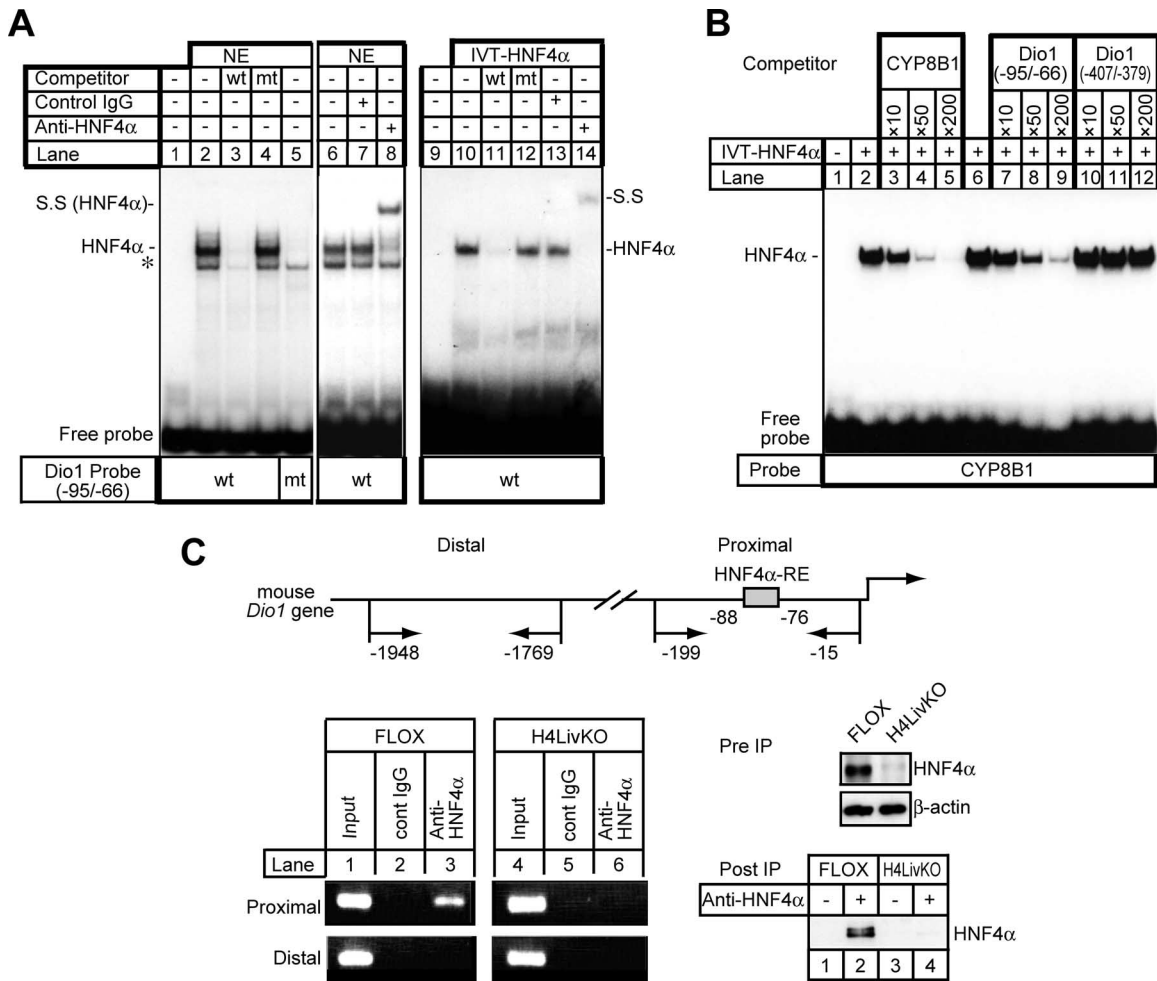 A
NE NE IVT-HNF4α
Competitor - - wt mt - - - - - - wt mt - -
Control IgG - - - - - - + - - - - - + -
Anti-HNF4α - - - - - - - + - - - - - +
Lane 1 2 3 4 5 6 7 8 9 10 11 12 13 14
S.S (HNF4α)-
-S.S
HNF4α -
-HNF4α
*
Free probe
Dio1 Probe
(-95/-66)
wt mt wt wt
B
Competitor CYP8B1 Dio1 Dio1
(-95/-66) (-407/-379)
×10 ×50 ×200 ×10 ×50 ×200 ×10 ×50 ×200
IVT-HNF4α - + + + + + + + + + + +
Lane 1 2 3 4 5 6 7 8 9 10 11 12
HNF4α -
Free
probe
Probe CYP8B1
C
Distal Proximal
HNF4α-RE
mouse
Dio1 gene
-88 -76
-1948 -1769 -199 -15
FLOX H4LivKO
Input cont IgG Anti-HNF4α Input cont IgG Anti-HNF4α
Lane 1 2 3 4 5 6
Proximal
Distal
FLOX H4LivKO
Pre IP
HNF4α
β-actin
Post IP FLOX H4LivKO
Anti-HNF4α - + - +
HNF4α
1 2 3 4